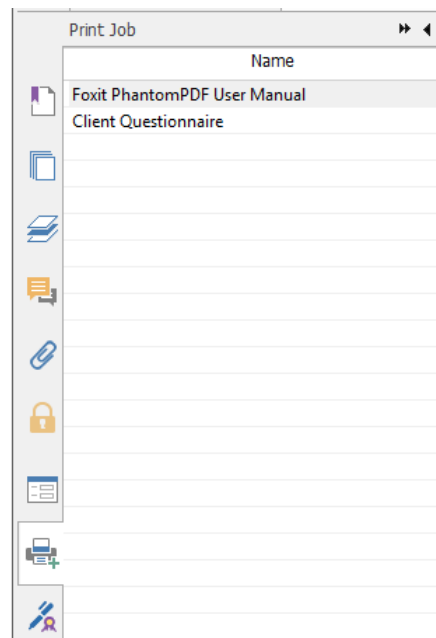 Print Job
Name
Foxit PhantomPDF User Manual
Client Questionnaire